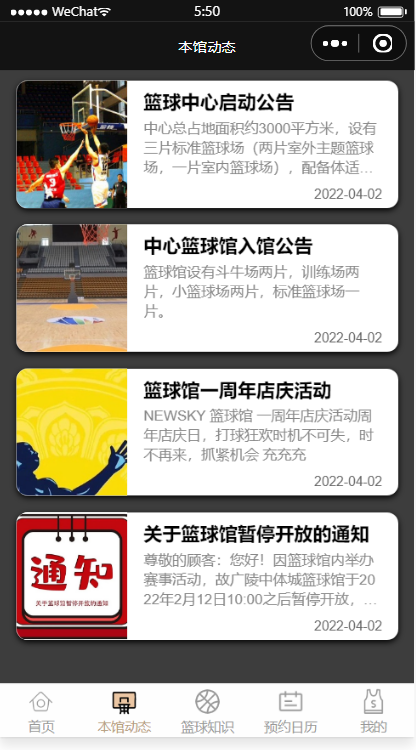 WeChat
5:50
100%
本馆动态
篮球中心启动公告
中心总占地面积约3000平方米，设有
三片标准篮球场（两片室外主题篮球
场，一片室内篮球场），配备体适…
2022-04-02
中心篮球馆入馆公告
篮球馆设有斗牛场两片，训练场两
片，小篮球场两片，标准篮球场一
片。
2022-04-02
篮球馆一周年店庆活动
NEWSKY 篮球馆 一周年店庆活动周
年店庆日，打球狂欢时机不可失，时
不再来，抓紧机会 充充充
2022-04-02
通知
关于篮球馆暂停开放的通知
关于篮球馆暂停开放的通知
尊敬的顾客：您好！因篮球馆内举办
赛事活动，故广陵中体城篮球馆于20
22年2月12日10:00之后暂停开放，…
2022-04-02
首页
本馆动态
篮球知识
预约日历
我的